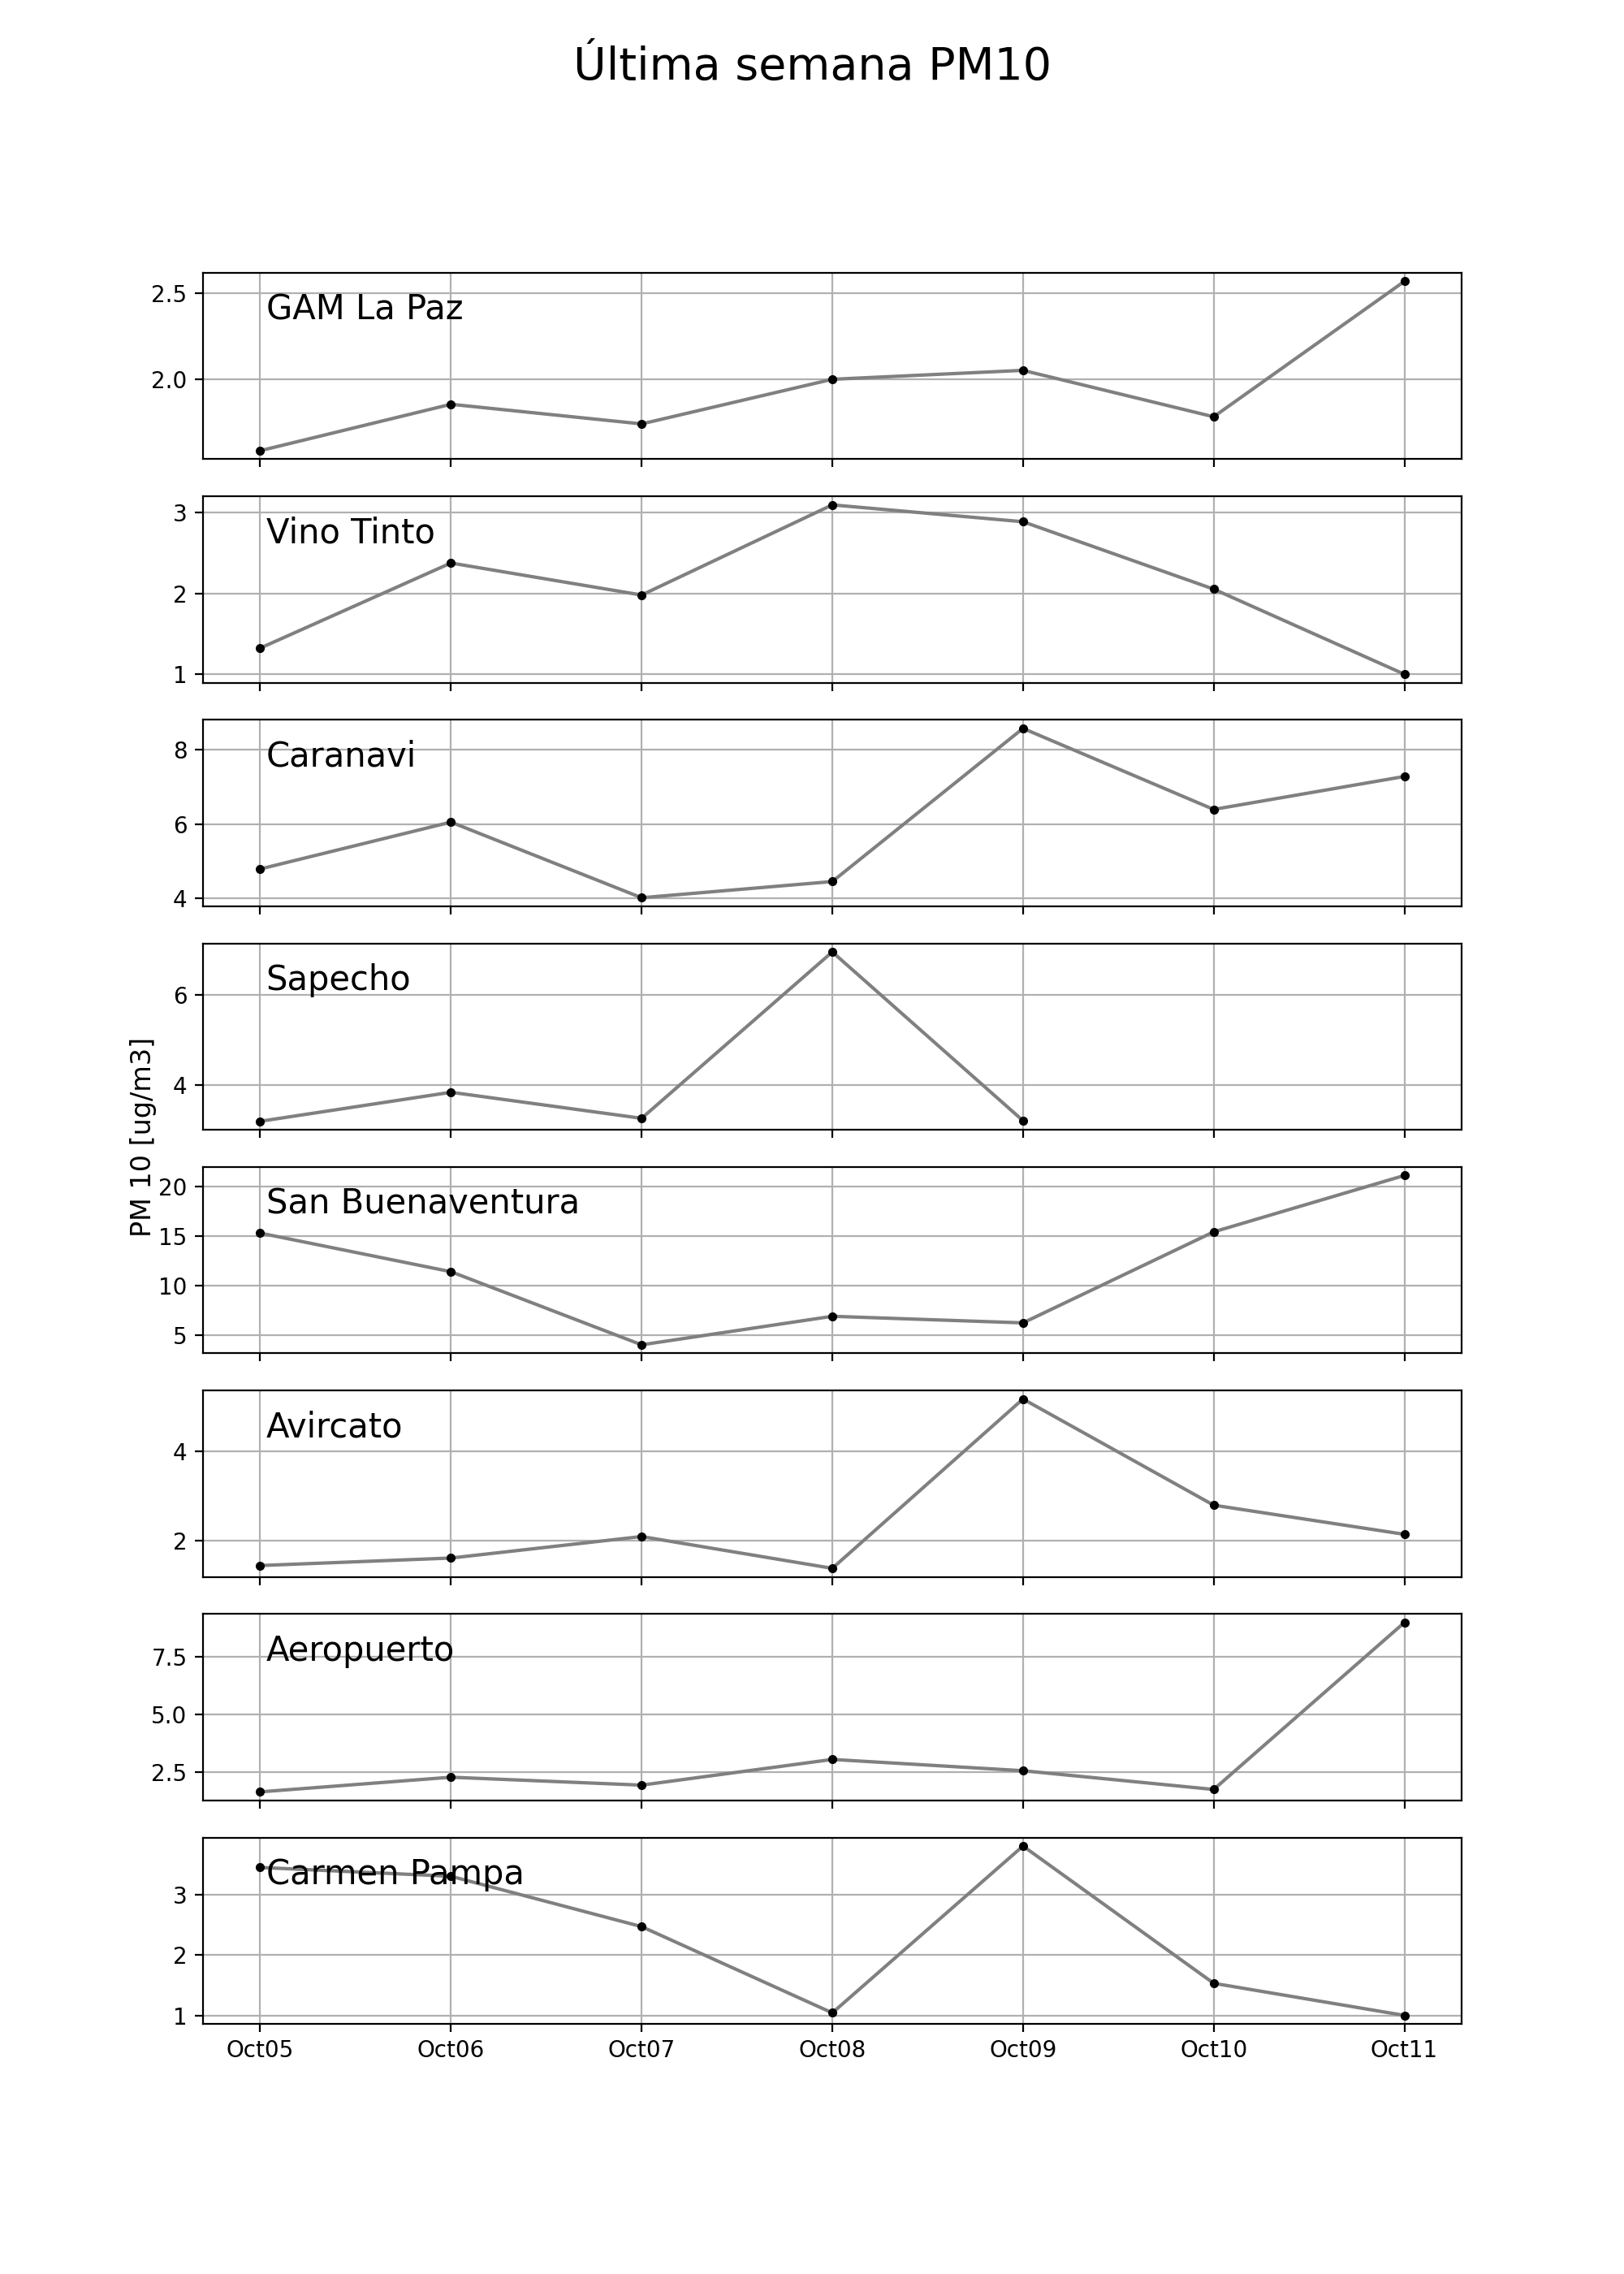 Última semana PM10
2.5
GAM La Paz
2.0
3
Vino Tinto
2
1
8
Caranavi
6
4
Sapecho
6
4
PM 10 [ug/m3]
20
San Buenaventura
15
10
5
Avircato
4
2
Aeropuerto
7.5
5.0
2.5
Carmen Pampa
3
2
1
Oct05 Oct06 Oct07 Oct08 Oct09 Oct10 Oct11